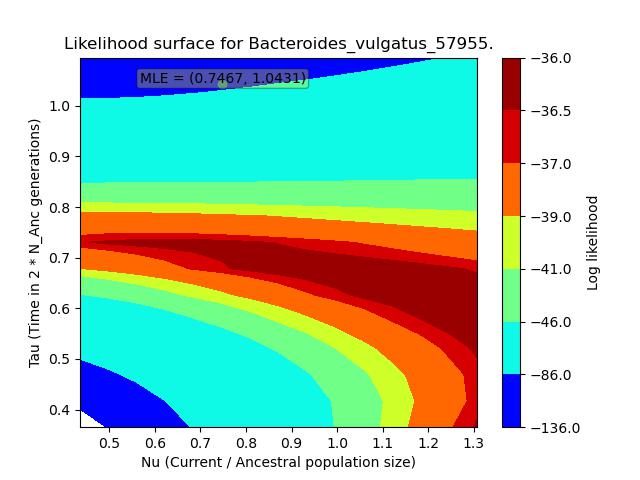 Likelihood surface for Bacteroides_vulgatus_57955.
MLE = (0.7467, 1.0431)
Tau (Time in 2 * N_Anc generations)
1.0
0.9
0.8
0.7
0.6
0.5
0.4
0.5 0.6 0.7 0.8 0.9 1.0 1.1 1.2 1.3
Nu (Current / Ancestral population size)
−36.0
−36.5
−37.0
−39.0
−41.0
−46.0
−86.0
−136.0
Log likelihood